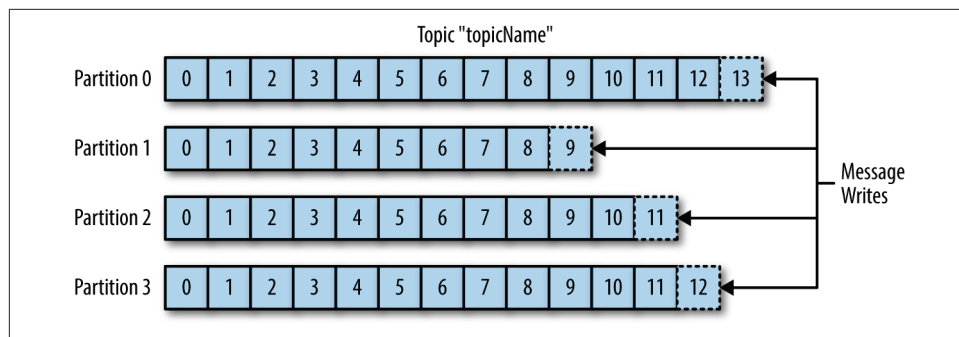 Topic "topicName"
Partition 0 0 1 2 3 4 5 6 7 8 9 10 11 12 13
Partition 1 0 1 2 3 4 5 6 7 8 9
Partition 2 0 1 2 3 4 5 6 7 8 9 10 11
Partition 3 0 1 2 3 4 5 6 7 8 9 10 11 12
Message
Writes